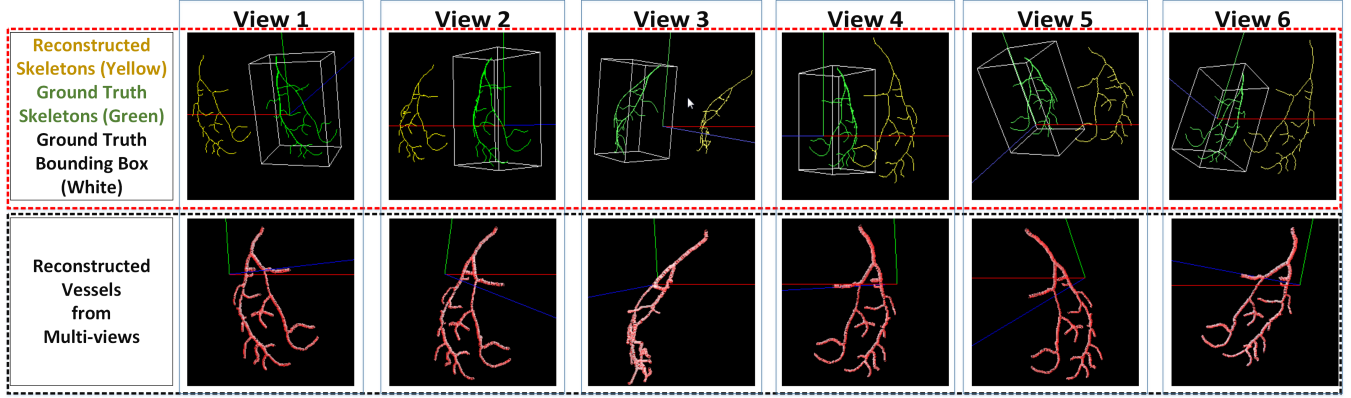 View 1
View 2
View 3
View 4
View 5
View 6
Reconstructed
Skeletons (Yellow)
Ground Truth
Skeletons (Green)
Ground Truth
Bounding Box
(White)
Reconstructed
Vessels
from
Multi-views